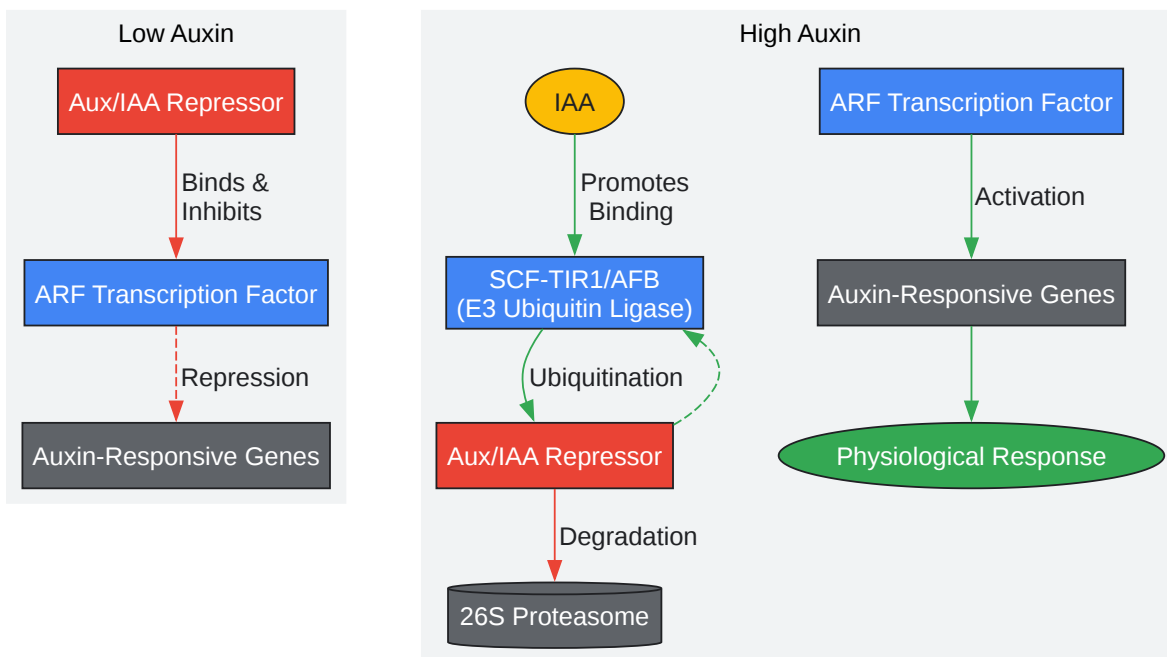 Low Auxin
Aux/IAA Repressor
Binds &
Inhibits
ARF Transcription Factor
Repression
Auxin-Responsive Genes
High Auxin
IAA
Promotes
Binding
SCF-TIR1/AFB
(E3 Ubiquitin Ligase)
Ubiquitination
Aux/IAA Repressor
Degradation
26S Proteasome
ARF Transcription Factor
Activation
Auxin-Responsive Genes
Physiological Response